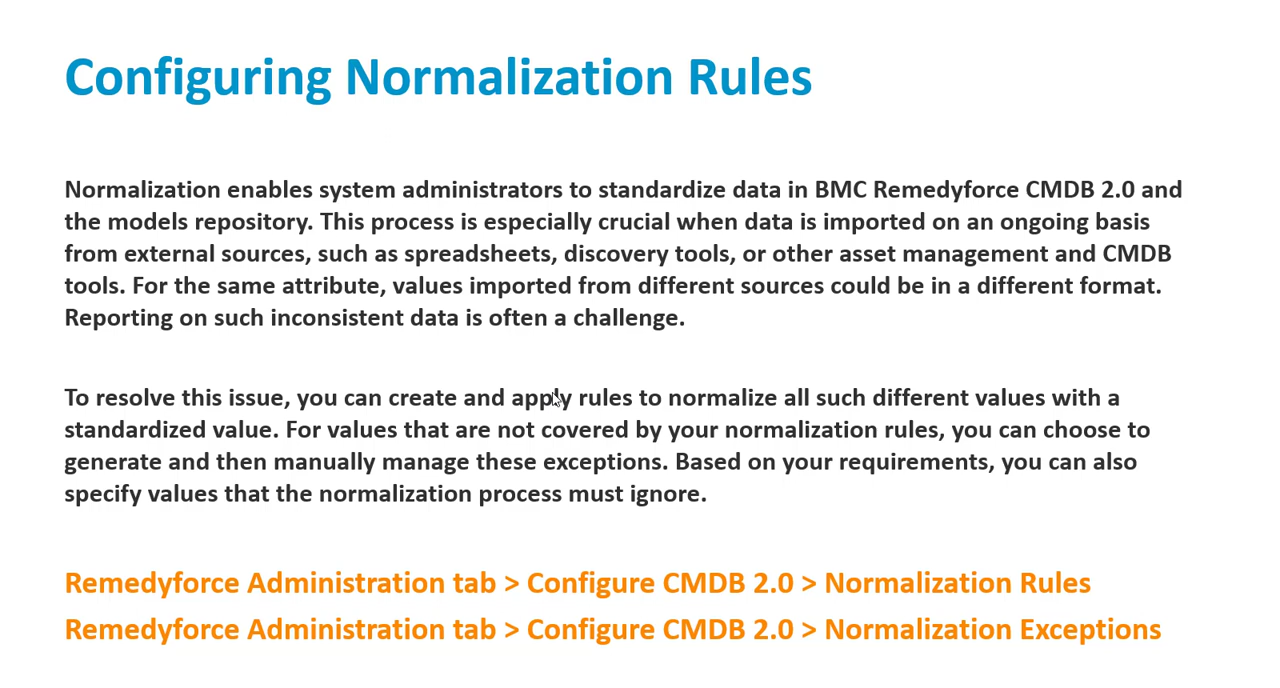 Configuring Normalization Rules
Normalization enables system administrators to standardize data in BMC Remedyforce CMDB 2.0 and
the models repository. This process is especially crucial when data is imported on an ongoing basis
from external sources, such as spreadsheets, discovery tools, or other asset management and CMDB
tools. For the same attribute, values imported from different sources could be in a different format.
Reporting on such inconsistent data is often a challenge.
To resolve this issue, you can create and apply rules to normalize all such different values with a
standardized value. For values that are not covered by your normalization rules, you can choose to
generate and then manually manage these exceptions. Based on your requirements, you can also
specify values that the normalization process must ignore.
Remedyforce Administration tab > Configure CMDB 2.0 > Normalization Rules
Remedyforce Administration tab > Configure CMDB 2.0 > Normalization Exceptions